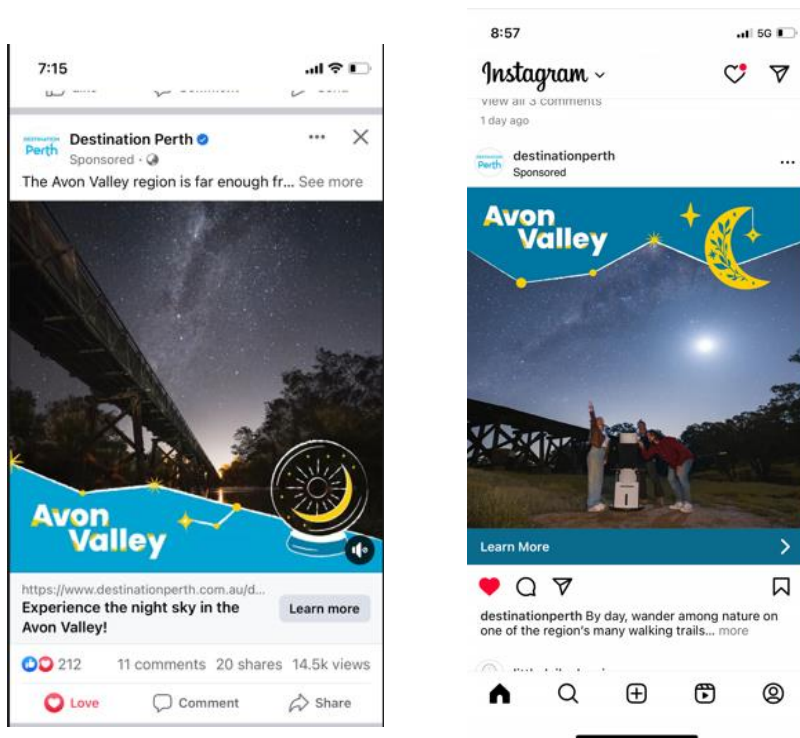 7:15
DESTINATION
Perth
Destination Perth
Sponsored ·
The Avon Valley region is far enough fr... See more
Avon
Valley
https://www.destinationperth.com.au/d...
Experience the night sky in the
Avon Valley!
Learn more
212
11 comments 20 shares 14.5k views
Love
Comment
Share
8:57
5G
Instagram
View all 3 comments
1 day ago
Perth
destinationperth
Sponsored
Avon
Valley
Learn More
destinationperth By day, wander among nature on
one of the region's many walking trails... more